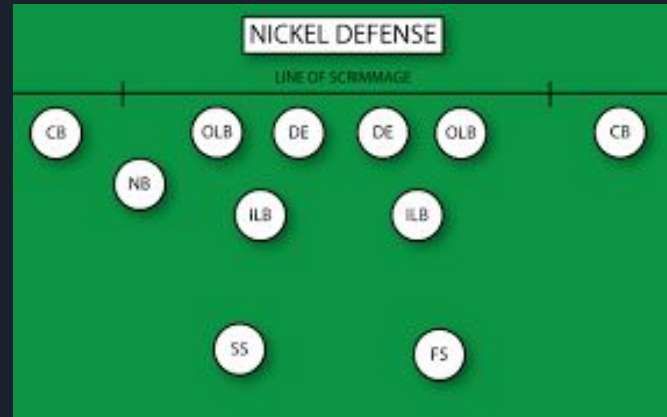 NICKEL DEFENSE
LINE OF SCRIMMAGE
CB OLB DE DE OLB CB
NB
ILB ILB
SS FS